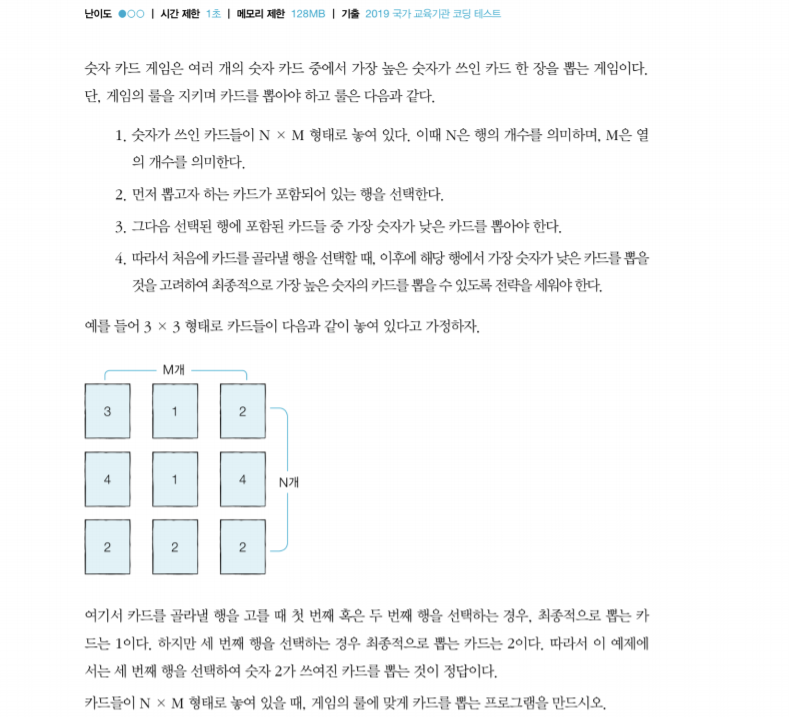 난이도 ●○○ | 시간 제한 1초 | 메모리 제한 128MB | 기출 2019 국가 교육기관 코딩 테스트
숫자 카드 게임은 여러 개의 숫자 카드 중에서 가장 높은 숫자가 쓰인 카드 한 장을 뽑는 게임이다.
단, 게임의 룰을 지키며 카드를 뽑아야 하고 룰은 다음과 같다.
1. 숫자가 쓰인 카드들이 N × M 형태로 놓여 있다. 이때 N은 행의 개수를 의미하며, M은 열
의 개수를 의미한다.
2. 먼저 뽑고자 하는 카드가 포함되어 있는 행을 선택한다.
3. 그다음 선택된 행에 포함된 카드들 중 가장 숫자가 낮은 카드를 뽑아야 한다.
4. 따라서 처음에 카드를 골라낼 행을 선택할 때, 이후에 해당 행에서 가장 숫자가 낮은 카드를 뽑을
것을 고려하여 최종적으로 가장 높은 숫자의 카드를 뽑을 수 있도록 전략을 세워야 한다.
예를 들어 3 × 3 형태로 카드들이 다음과 같이 놓여 있다고 가정하자.
M개
3 1 2
4 1 4
N개
2 2 2
여기서 카드를 골라낼 행을 고를 때 첫 번째 혹은 두 번째 행을 선택하는 경우, 최종적으로 뽑는 카
드는 1이다. 하지만 세 번째 행을 선택하는 경우 최종적으로 뽑는 카드는 2이다. 따라서 이 예제에
서는 세 번째 행을 선택하여 숫자 2가 쓰여진 카드를 뽑는 것이 정답이다.
카드들이 N × M 형태로 놓여 있을 때, 게임의 룰에 맞게 카드를 뽑는 프로그램을 만드시오.